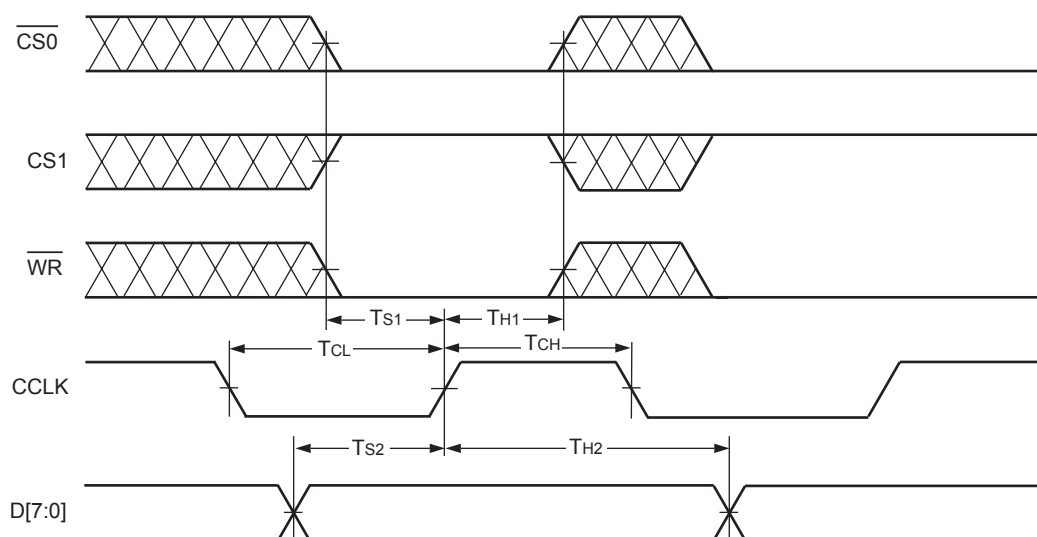 CS0
CS1
WR
TS1
TH1
TCL
TCH
CCLK
TS2
TH2
D[7:0]